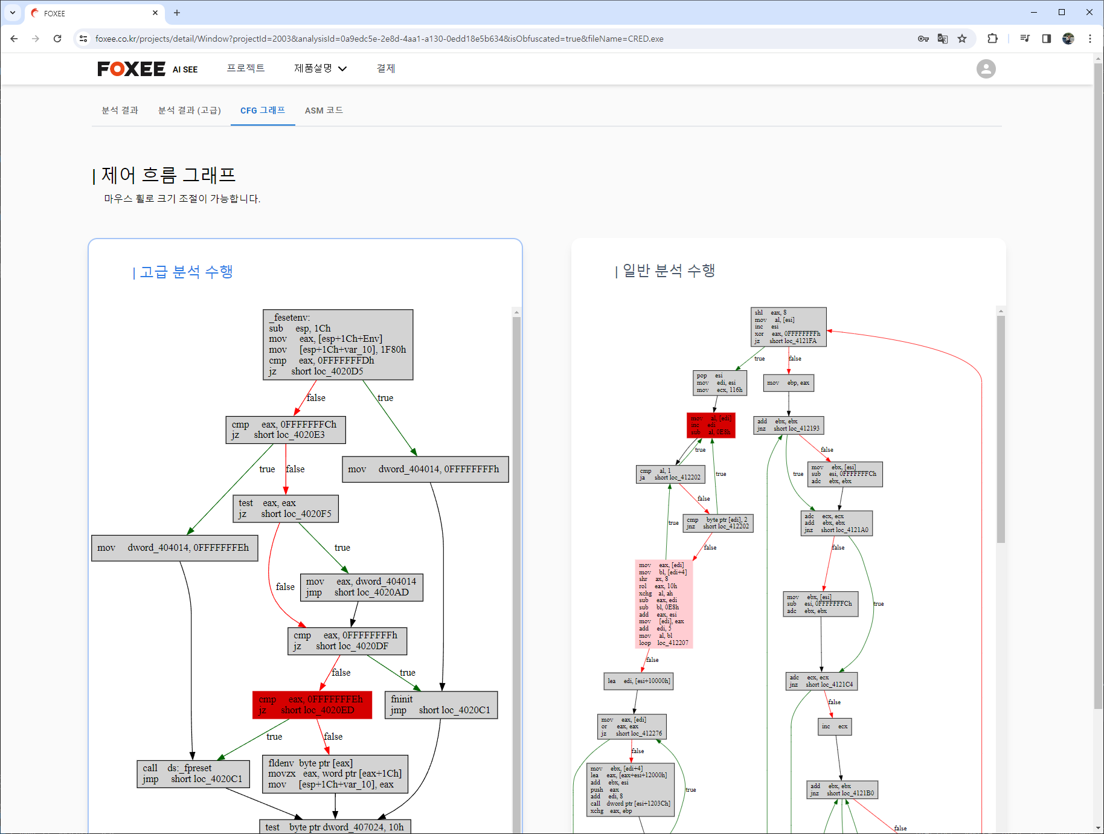 FOXEE
foxee.co.kr/projects/detail/Window?projectId=2003&analysisId=0a9edc5e-2e8d-4aa1-a130-0edd18e5b634&isObfuscated=true&fileName=CRED.exe
FOXEE AI SEE 프로젝트 제품설명 결제
분석 결과 분석 결과 (고급) CFG 그래프 ASM 코드
| 제어 흐름 그래프
마우스 휠로 크기 조절이 가능합니다.
| 고급 분석 수행
_fesetenv:
sub esp, 1Ch
mov eax, [esp+1Ch+Env]
mov [esp+1Ch+var_10], 1F80h
cmp eax, 0FFFFFFFDh
jz short loc_4020D5
false
true
cmp eax, 0FFFFFFFCh
jz short loc_4020E3
true
false
mov dword_404014, 0FFFFFFFFh
test eax, eax
jz short loc_4020F5
mov dword_404014, 0FFFFFFFEh
true
false
mov eax, dword_404014
jmp short loc_4020AD
cmp eax, 0FFFFFFFFh
jz short loc_4020DF
false
true
cmp eax, 0FFFFFFFEh
jz short loc_4020ED
fninit
jmp short loc_4020C1
true
false
call ds:_fpreset
jmp short loc_4020C1
fldenv byte ptr [eax]
movzx eax, word ptr [eax+1Ch]
mov [esp+1Ch+var_10], eax
test byte ptr dword_407024, 10h
| 일반 분석 수행
shl eax, 8
mov al, [esi]
inc esi
xor eax, 0FFFFFFFFh
jz short loc_4121FA
true
false
pop esi
mov edi, esi
mov ecx, 116h
mov ebp, eax
mov al, [edi]
inc edi
sub al, 0E8h
add ebx, ebx
jnz short loc_412193
true
false
cmp al, 1
ja short loc_412202
mov ebx, [esi]
sub esi, 0FFFFFFFCh
adc ebx, ebx
true
false
true
cmp byte ptr [edi], 2
jnz short loc_412202
adc ecx, ecx
add ebx, ebx
jnz short loc_4121A0
true
false
false
mov eax, [edi]
mov bl, [edi+4]
shr ax, 8
rol eax, 10h
xchg al, ah
sub eax, edi
sub bl, 0E8h
add eax, esi
mov [edi], eax
add edi, 5
mov al, bl
loop loc_412207
mov ebx, [esi]
sub esi, 0FFFFFFFCh
adc ebx, ebx
true
false
lea edi, [esi+10000h]
adc ecx, ecx
jnz short loc_4121C4
false
mov eax, [edi]
or eax, eax
jz short loc_412276
inc ecx
false
mov ebx, [edi+4]
lea eax, [eax+esi+12000h]
add ebx, esi
push eax
add edi, 8
call dword ptr [esi+1203Ch]
xchg eax, ebp
true
add ebx, ebx
jnz short loc_4121B0
false